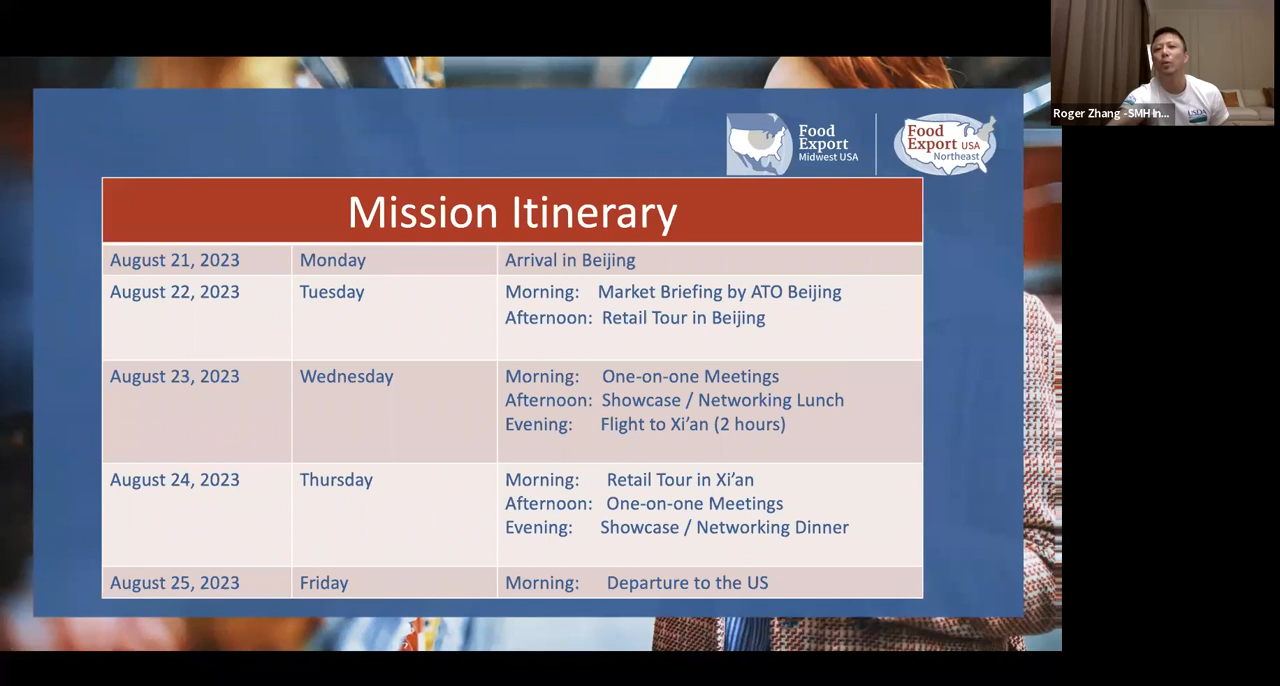 Food
Export
Midwest USA
Food
Export USA
Northeast
Roger Zhang -SMH In...
USDA
Mission Itinerary
August 21, 2023 Monday Arrival in Beijing
August 22, 2023 Tuesday Morning: Market Briefing by ATO Beijing
Afternoon: Retail Tour in Beijing
August 23, 2023 Wednesday Morning: One-on-one Meetings
Afternoon: Showcase / Networking Lunch
Evening: Flight to Xi’an (2 hours)
August 24, 2023 Thursday Morning: Retail Tour in Xi’an
Afternoon: One-on-one Meetings
Evening: Showcase / Networking Dinner
August 25, 2023 Friday Morning: Departure to the US